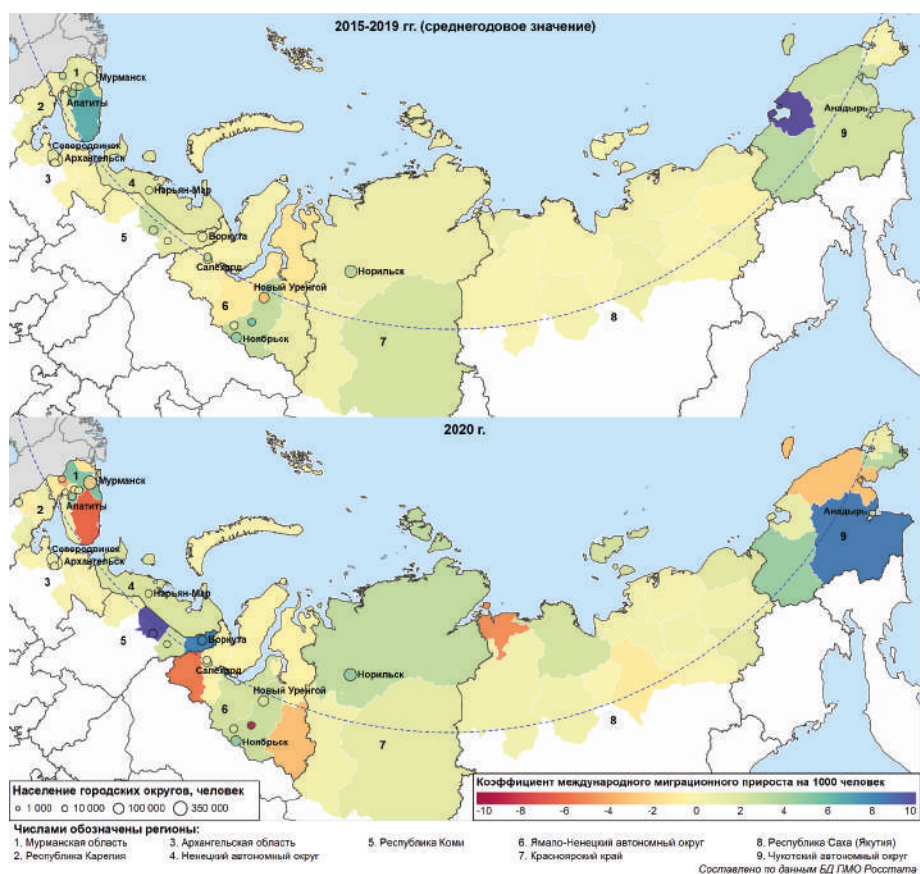 2015-2019 гг. (среднегодовое значение)
1
Мурманск
2
Апатиты
Северодвинск
Архангельск
3
4
Нарьян-Мар
5
Воркута
Салехард
6
Новый Уренгой
Ноябрьск
Норильск
7
8
Анадырь
9
2020 г.
1
Мурманск
2
Апатиты
Северодвинск
Архангельск
3
4
Нарьян-Мар
5
Воркута
Салехард
6
Новый Уренгой
Ноябрьск
Норильск
7
8
Анадырь
9
Население городских округов, человек
1 000 10 000 100 000 350 000
Коэффициент международного миграционного прироста на 1000 человек
-10 -8 -6 -4 -2 0 2 4 6 8 10
Числами обозначены регионы:
1. Мурманская область 3. Архангельская область 5. Республика Коми 6. Ямало-Ненецкий автономный округ 8. Республика Саха (Якутия)
2. Республика Карелия 4. Ненецкий автономный округ 7. Красноярский край 9. Чукотский автономный округ
Составлено по данным БД ПМО Росстата